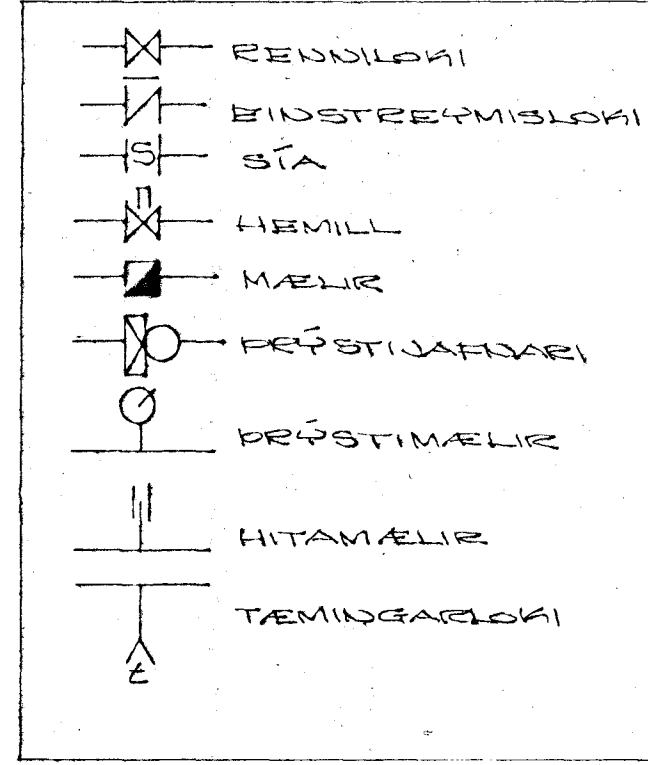 RENNILOKI
EINSTREYMISLOKI
S SÍA
HEMILL
MÆLIR
ÞRÝSTIJAFNARI
ÞRÝSTIMÆLIR
HITAMÆLIR
TÆMINGARLOKI
t